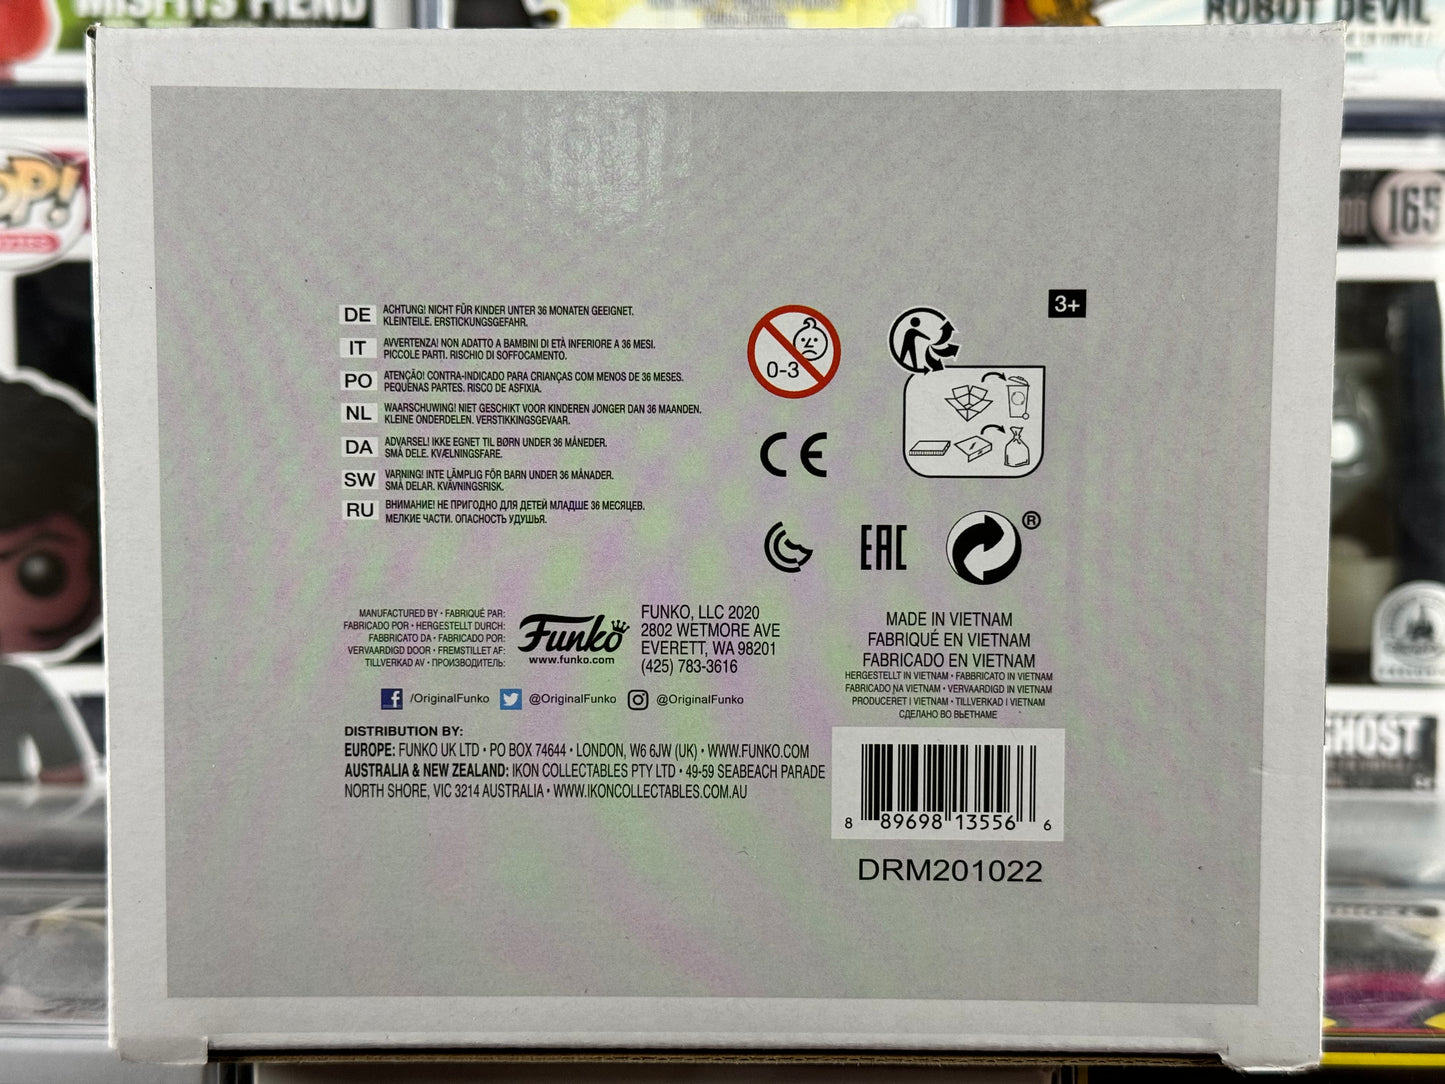 MISFITS FIEND
ROBOT DEVIL
OP!
165
3+
DE ACHTUNG! NICHT FÜR KINDER UNTER 36 MONATEN GEEIGNET.
KLEINTEILE. ERSTICKUNGSGEFAHR.
IT AVVERTENZA! NON ADATTO A BAMBINI DI ETÀ INFERIORE A 36 MESI.
PICCOLE PARTI. RISCHIO DI SOFFOCAMENTO.
PO ATENÇÃO! CONTRA-INDICADO PARA CRIANÇAS COM MENOS DE 36 MESES.
PEQUENAS PARTES. RISCO DE ASFIXIA.
NL WAARSCHUWING! NIET GESCHIKT VOOR KINDEREN JONGER DAN 36 MAANDEN.
KLEINE ONDERDELEN. VERSTIKKINGSGEVAAR.
DA ADVARSEL! IKKE EGNET TIL BØRN UNDER 36 MÅNEDER.
SMÅ DELE. KVÆLNINGSFARE.
SW VARNING! INTE LÄMPLIG FÖR BARN UNDER 36 MÅNADER.
SMÅ DELAR. KVÄVNINGSRISK.
RU ВНИМАНИЕ! НЕ ПРИГОДНО ДЛЯ ДЕТЕЙ МЛАДШЕ 36 МЕСЯЦЕВ.
МЕЛКИЕ ЧАСТИ. ОПАСНОСТЬ УДУШЬЯ.
0-3
CE
EAC
®
MANUFACTURED BY • FABRIQUÉ PAR:
FABRICADO POR • HERGESTELLT DURCH:
FABBRICATO DA • FABRICADO POR:
VERVAARDIGD DOOR • FREMSTILLET AF:
TILLVERKAD AV • ПРОИЗВОДИТЕЛЬ:
Funko
www.funko.com
FUNKO, LLC 2020
2802 WETMORE AVE
EVERETT, WA 98201
(425) 783-3616
/OriginalFunko @OriginalFunko @OriginalFunko
MADE IN VIETNAM
FABRIQUÉ EN VIETNAM
FABRICADO EN VIETNAM
HERGESTELLT IN VIETNAM • FABBRICATO IN VIETNAM
FABRICADO NA VIETNAM • VERVAARDIGD IN VIETNAM
PRODUCERET I VIETNAM • TILLVERKAD I VIETNAM
СДЕЛАНО ВО ВЬЕТНАМЕ
DISTRIBUTION BY:
EUROPE: FUNKO UK LTD • PO BOX 74644 • LONDON, W6 6JW (UK) • WWW.FUNKO.COM
AUSTRALIA & NEW ZEALAND: IKON COLLECTABLES PTY LTD • 49-59 SEABEACH PARADE
NORTH SHORE, VIC 3214 AUSTRALIA • WWW.IKONCOLLECTABLES.COM.AU
8 89698 13556 6
DRM201022
GHOST